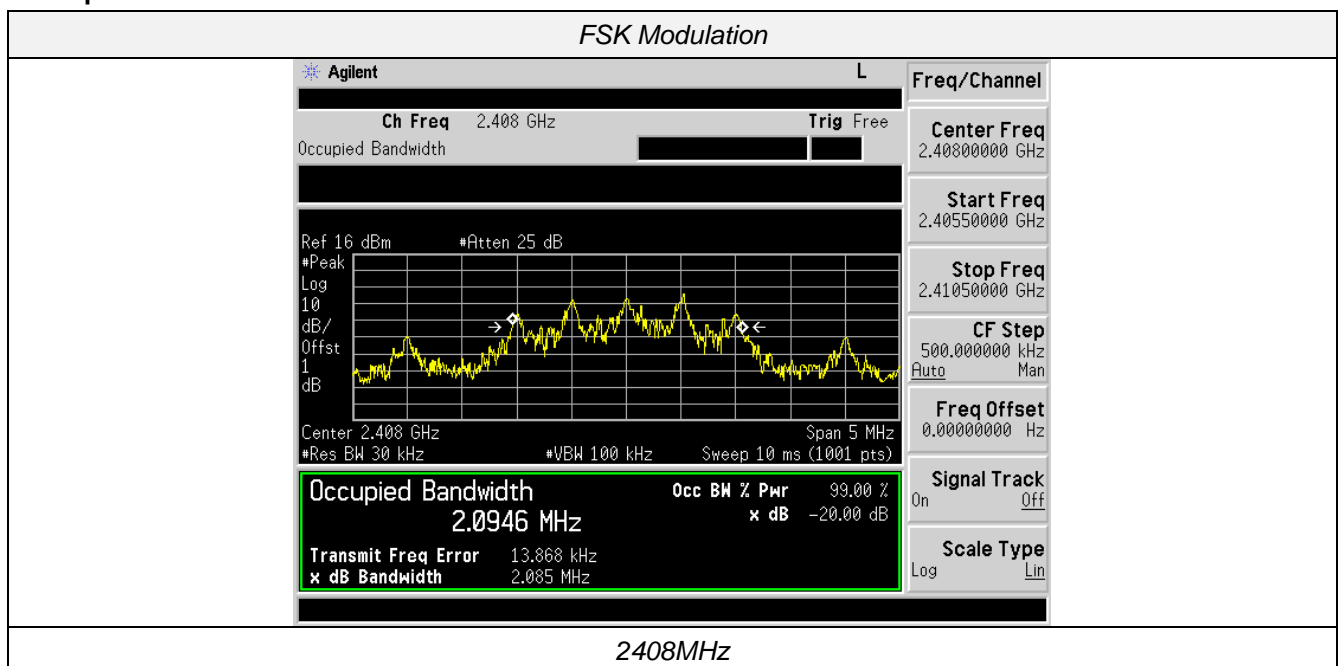 FSK Modulation
Agilent L
Freq/Channel
Ch Freq 2.408 GHz Trig Free
Occupied Bandwidth
Center Freq
2.40800000 GHz
Start Freq
2.40550000 GHz
Ref 16 dBm #Atten 25 dB
#Peak
Log
10
dB/
Offst
1
dB
Stop Freq
2.41050000 GHz
CF Step
500.000000 kHz
Auto Man
Center 2.408 GHz Span 5 MHz
#Res BW 30 kHz #VBW 100 kHz Sweep 10 ms (1001 pts)
Freq Offset
0.00000000 Hz
Occupied Bandwidth Occ BW % Pwr 99.00 %
2.0946 MHz x dB -20.00 dB
Transmit Freq Error 13.868 kHz
x dB Bandwidth 2.085 MHz
Signal Track
On Off
Scale Type
Log Lin
2408MHz